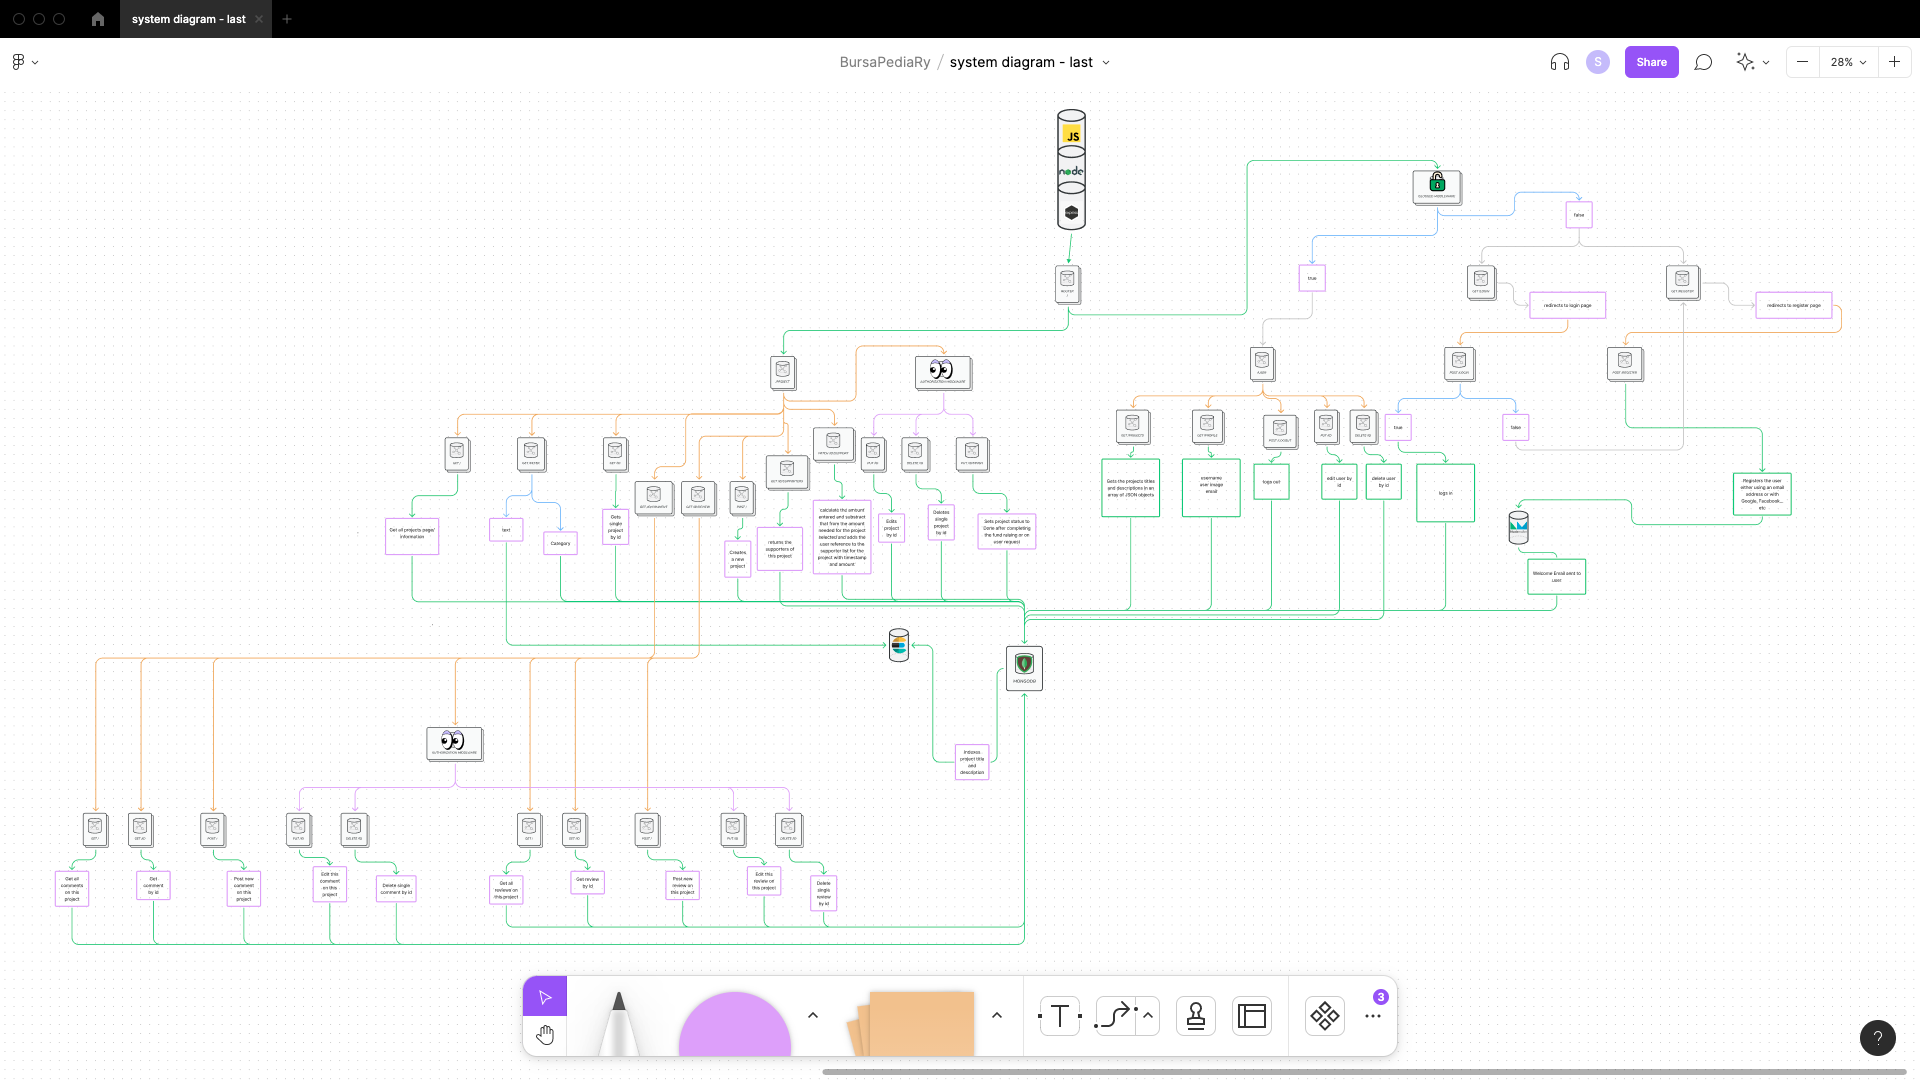 system diagram - last
BursaPediaRy / system diagram - last
S
Share
28%
JS
node
false
true
redirects to login page
redirects to register page
PROJECT
AUTHORIZATION MIDDLEWARE
true
false
Gets the projects titles
and descriptions in an
array of JSON objects
username
user image
email
logs out
edit user by
id
delete user
by id
logs in
Registers the user
either using an email
address or with
Google, Facebook...
etc
Get all projects page/
information
text
Category
Gets
single
project
by id
Creates
a new
project
returns the
supporters of
this project
'calculate the amount
entered and substract
that from the amount
needed for the project
selected and adds the
user reference to the
supporter list for the
project with timestamp
and amount'
Edits
project
by id
Deletes
single
project
by id
Sets project status to
Done after completing
the fund raising or on
user request
Welcome Email sent to
user
MONGODB
Indexes
project title
and
description
AUTHORIZATION MIDDLEWARE
Get all
comments
on this
project
Get
comment
by id
Post new
comment
on this
project
Edit this
comment
on this
project
Delete single
comment by id
Get all
reviews on
this project
Get review
by id
Post new
review on
this project
Edit this
review on
this project
Delete
single
review
by id
T
3
?